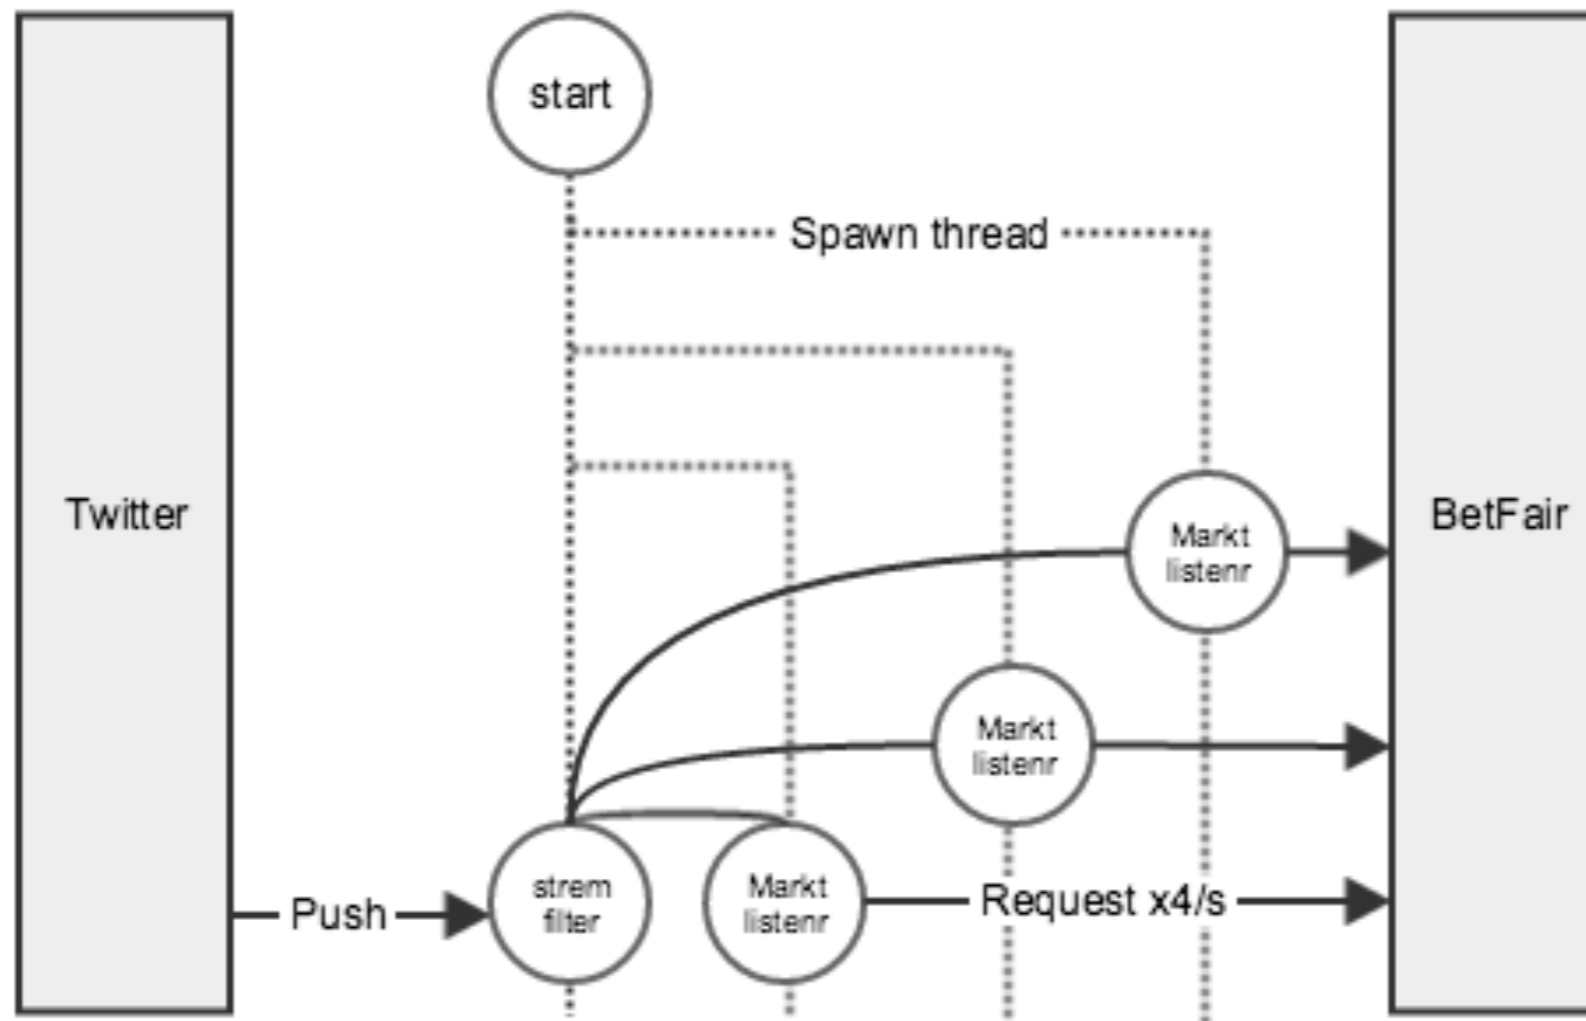 start
Spawn thread
Twitter
BetFair
Markt
listenr
Markt
listenr
strem
filter
Markt
listenr
Push
Request x4/s